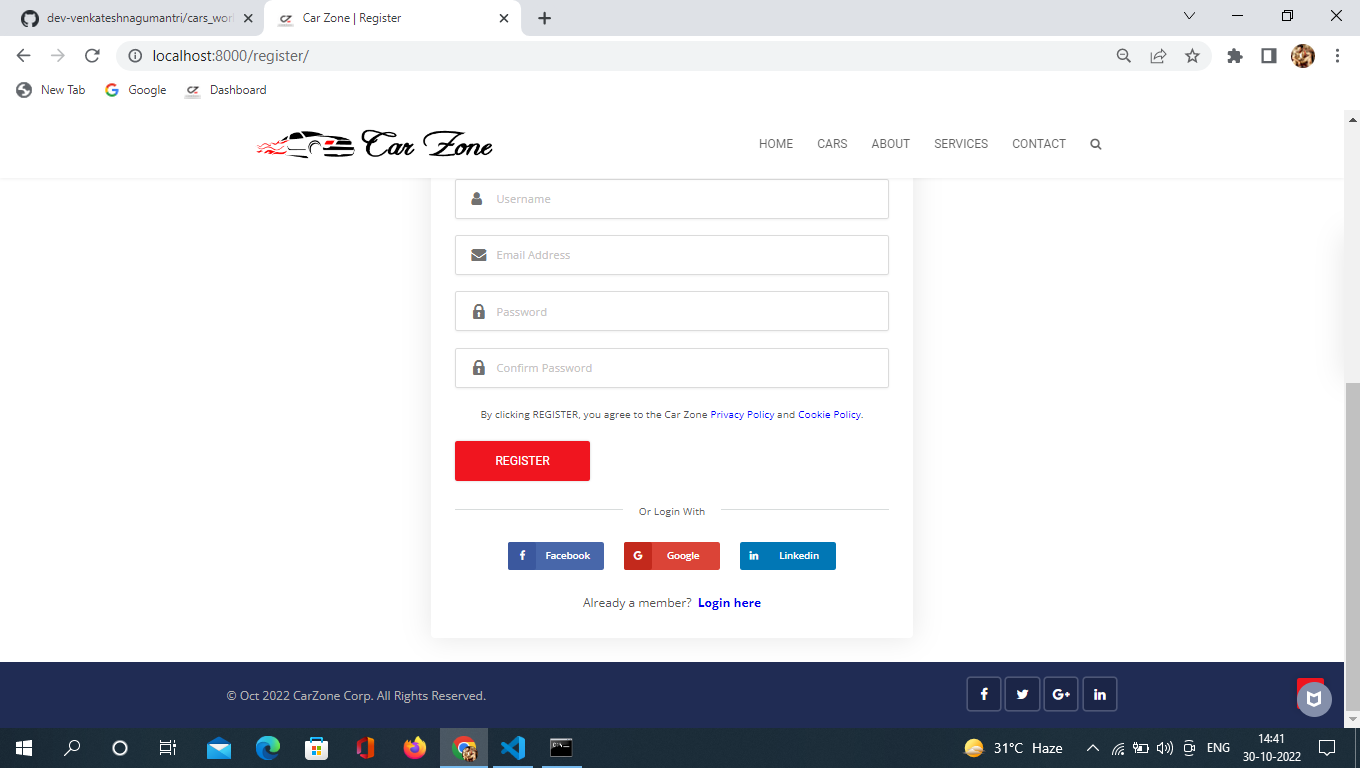 dev-venkateshnagumantri/cars_wor
Car Zone | Register
localhost:8000/register/
New Tab
Google
CZ
Dashboard
Car Zone
HOME
CARS
ABOUT
SERVICES
CONTACT
Username
Email Address
Password
Confirm Password
By clicking REGISTER, you agree to the Car Zone Privacy Policy and Cookie Policy.
REGISTER
Or Login With
f Facebook
G Google
in Linkedin
Already a member? Login here
© Oct 2022 CarZone Corp. All Rights Reserved.
f
G+
in
31°C Haze
ENG
14:41
30-10-2022